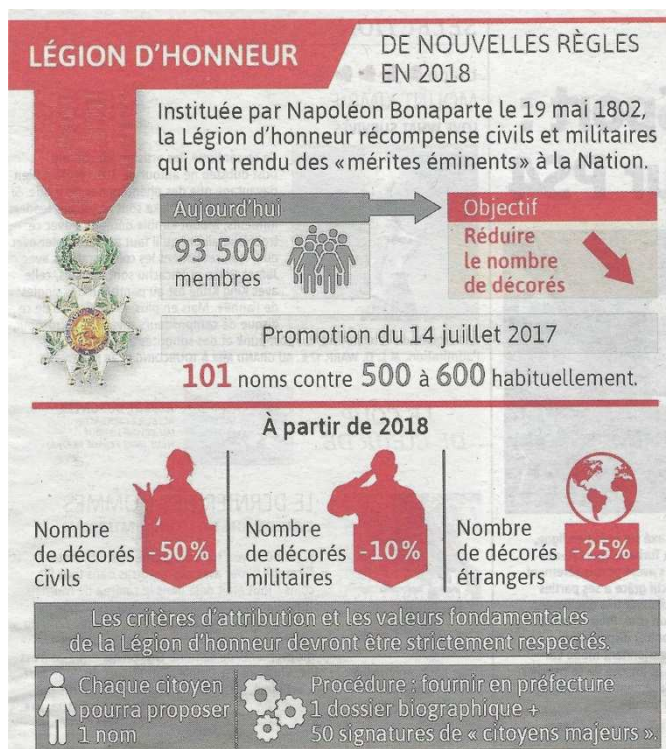 LÉGION D'HONNEUR
DE NOUVELLES RÈGLES
EN 2018
Instituée par Napoléon Bonaparte le 19 mai 1802,
la Légion d'honneur récompense civils et militaires
qui ont rendu des «mérites éminents» à la Nation.
Aujourd'hui
93 500
membres
Objectif
Réduire
le nombre
de décorés
Promotion du 14 juillet 2017
101 noms contre 500 à 600 habituellement.
À partir de 2018
Nombre
de décorés
civils
-50%
Nombre
de décorés
militaires
-10%
Nombre
de décorés
étrangers
-25%
Les critères d'attribution et les valeurs fondamentales
de la Légion d'honneur devront être strictement respectés.
Chaque citoyen
pourra proposer
1 nom
Procédure : fournir en préfecture
1 dossier biographique +
50 signatures de « citoyens majeurs ».